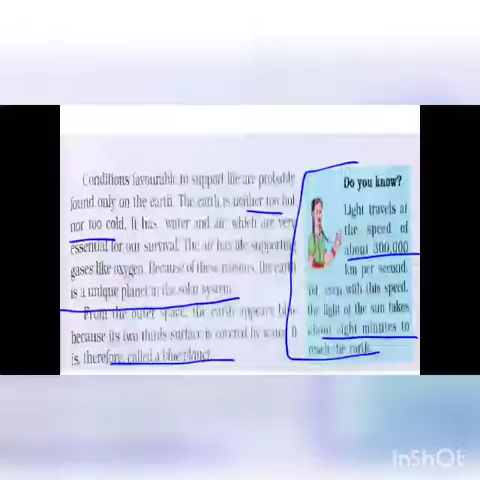 Conditions favourable to support life are probably
found only on the earth. The earth is neither too hot
nor too cold. It has water and air, which are very
essential for our survival. The air has life supporting
gases like oxygen. Because of these reasons, the earth
is a unique planet in the solar system.
From the outer space, the earth appears blue
because its two thirds surface is covered by water. It
is, therefore, called a blue planet.
Do you know?
Light travels at
the speed of
about 300,000
km per second.
Yet, even with this speed,
the light of the sun takes
about eight minutes to
reach the earth.
InShOt